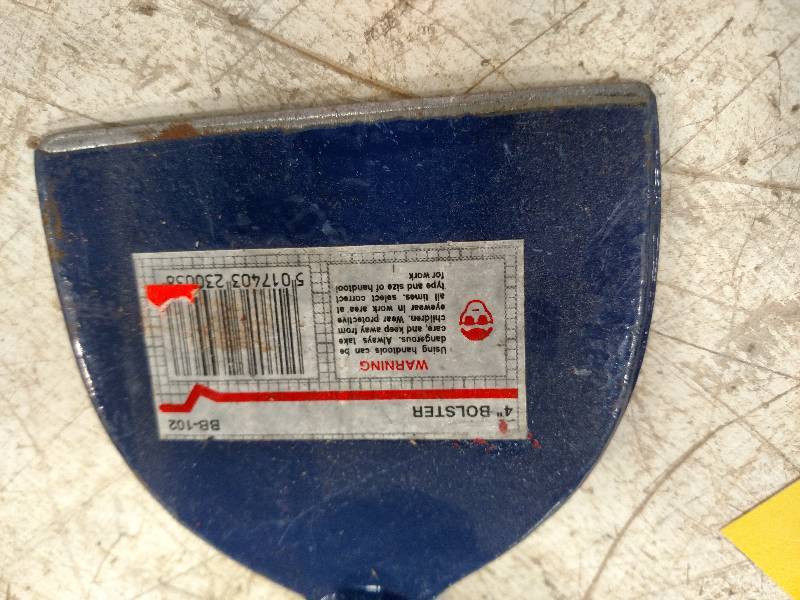 4" BOLSTER
BB-102
WARNING
Using handtools can be
dangerous. Always take
care, and keep away from
children. Wear protective
eyewear in work area at
all times. select correct
type and size of handtool
for work
5 017403 230038